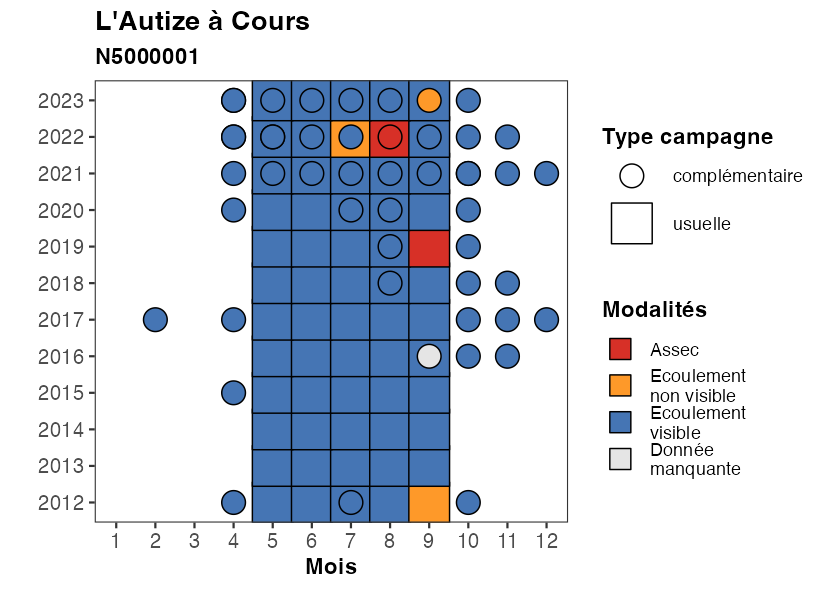 L'Autize à Cours
N5000001
2023
2022
2021
2020
2019
2018
2017
2016
2015
2014
2013
2012
1 2 3 4 5 6 7 8 9 10 11 12
Mois
Type campagne
complémentaire
usuelle
Modalités
Assec
Ecoulement
non visible
Ecoulement
visible
Donnée
manquante